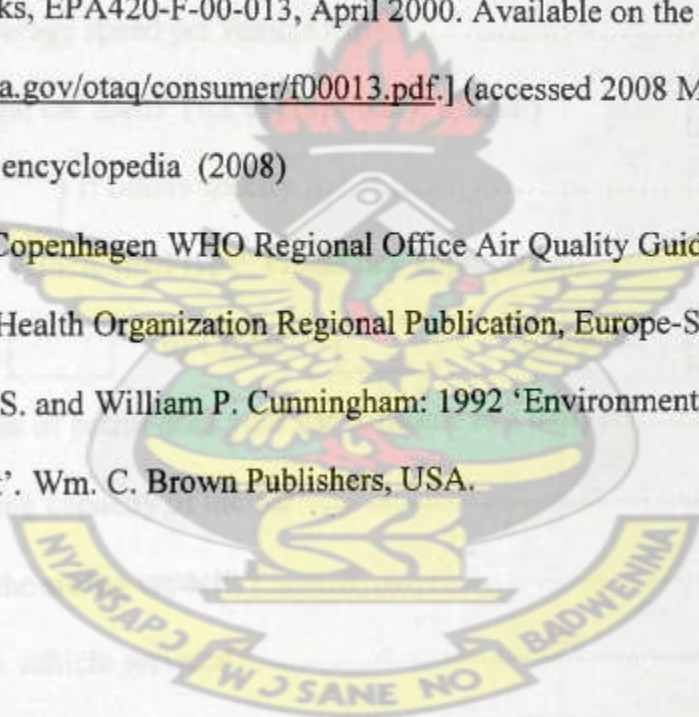 ks, EPA420-F-00-013, April 2000. Available on the
a.gov/otaq/consumer/f00013.pdf.] (accessed 2008 M
encyclopedia (2008)
Copenhagen WHO Regional Office Air Quality Guid
Health Organization Regional Publication, Europe-S
S. and William P. Cunningham: 1992 ‘Environment
t’. Wm. C. Brown Publishers, USA.
NYANSAPƆ WƆ SANE NO BADWENMA